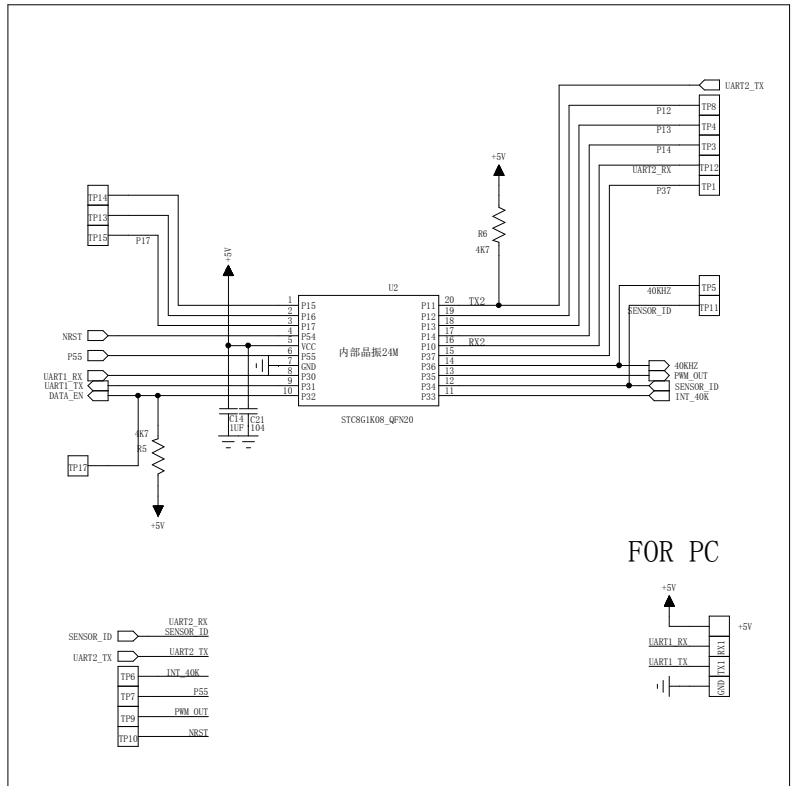 UART2_TX
P12 TP8
P13 TP4
P14 TP3
UART2_RX TP12
P37 TP1
+5V
R6
4K7
TP14
TP13
TP15 P17
+5V
40KHZ TP5
SENSOR_ID TP11
U2
1 P15 P11 20 TX2
2 P16 P12 19
3 P17 P13 18
NRST 4 P54 P14 17
5 VCC P10 16 RX2
P55 6 P55 P37 15
内部晶振24M
7 GND P36 14 40KHZ
UART1_RX 8 P30 P35 13 PWM_OUT
UART1_TX 9 P31 P34 12 SENSOR_ID
DATA_EN 10 P32 P33 11 INT_40K
STC8G1K08_QFN20
C14 C21
1UF 104
4K7
R5
TP17
+5V
FOR PC
+5V
+5V
UART1_RX RX1
UART1_TX TX1
GND
UART2_RX
SENSOR_ID SENSOR_ID
UART2_TX UART2_TX
TP6 INT_40K
TP7 P55
TP9 PWM_OUT
TP10 NRST